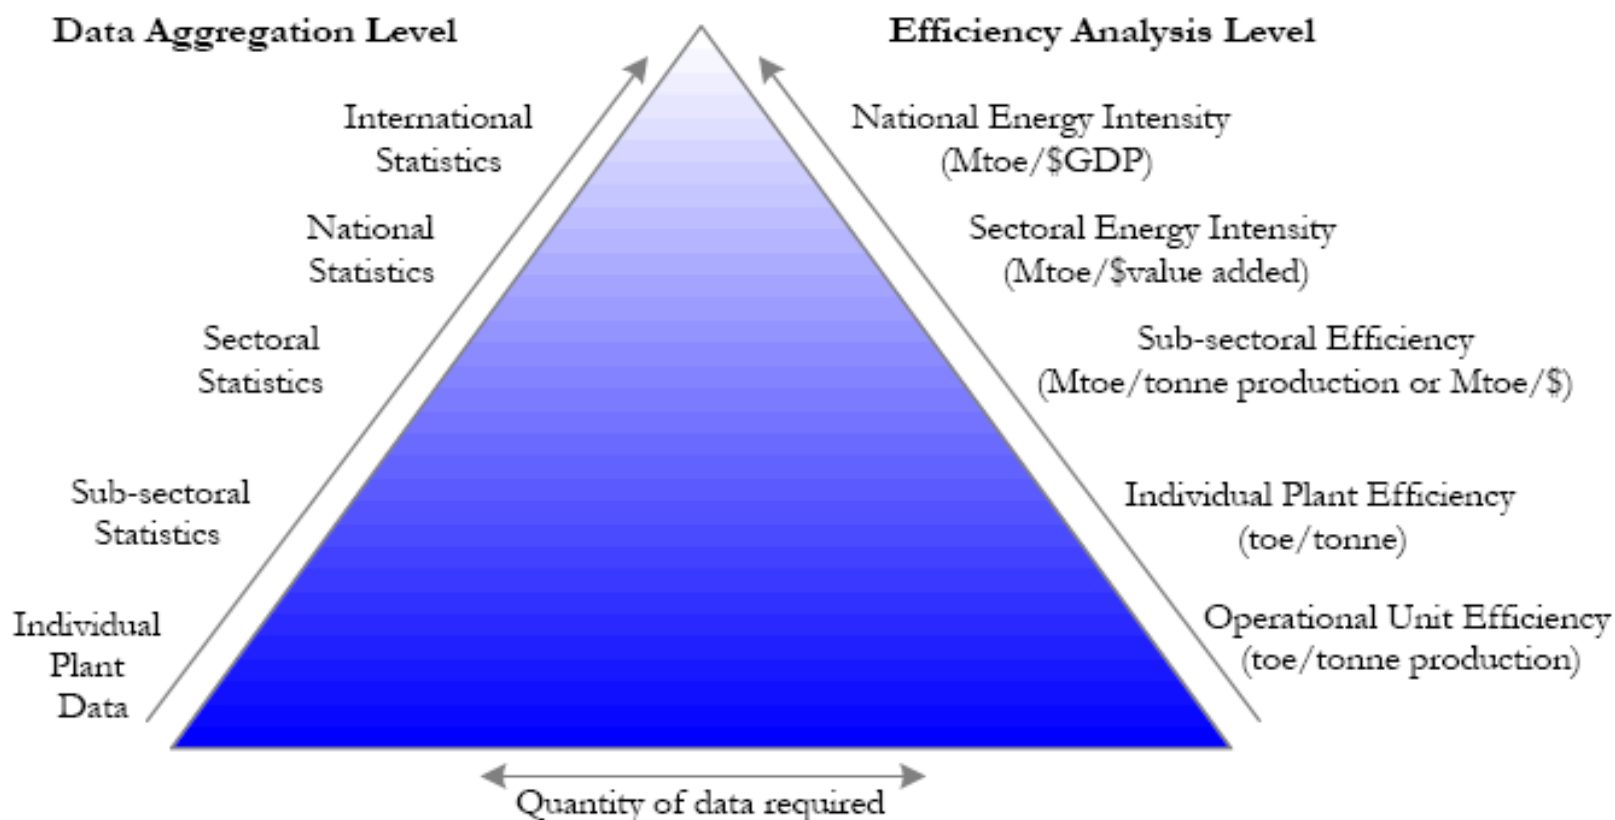 Data Aggregation Level
Efficiency Analysis Level
International
Statistics
National Energy Intensity
(Mtoe/$GDP)
National
Statistics
Sectoral Energy Intensity
(Mtoe/$value added)
Sectoral
Statistics
Sub-sectoral Efficiency
(Mtoe/tonne production or Mtoe/$)
Sub-sectoral
Statistics
Individual Plant Efficiency
(toe/tonne)
Individual
Plant
Data
Operational Unit Efficiency
(toe/tonne production)
Quantity of data required